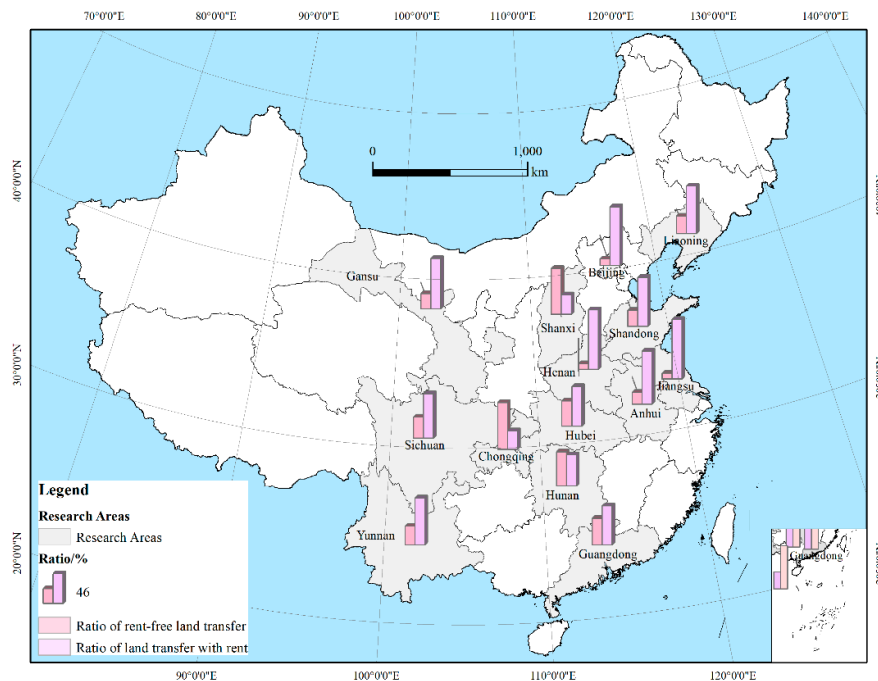 70°0'0"E 80°0'0"E 90°0'0"E 100°0'0"E 110°0'0"E 120°0'0"E 130°0'0"E 140°0'0"E
0 1,000
km
40°0'0"N
30°0'0"N
20°0'0"N
Liaoning
Beijing
Gansu
Shanxi
Shandong
Henan
Jiangsu
Anhui
Sichuan
Chongqing
Hubei
Hunan
Yunnan
Guangdong
Guangdong
Legend
Research Areas
Research Areas
Ratio/%
46
Ratio of rent-free land transfer
Ratio of land transfer with rent
90°0'0"E 100°0'0"E 110°0'0"E 120°0'0"E